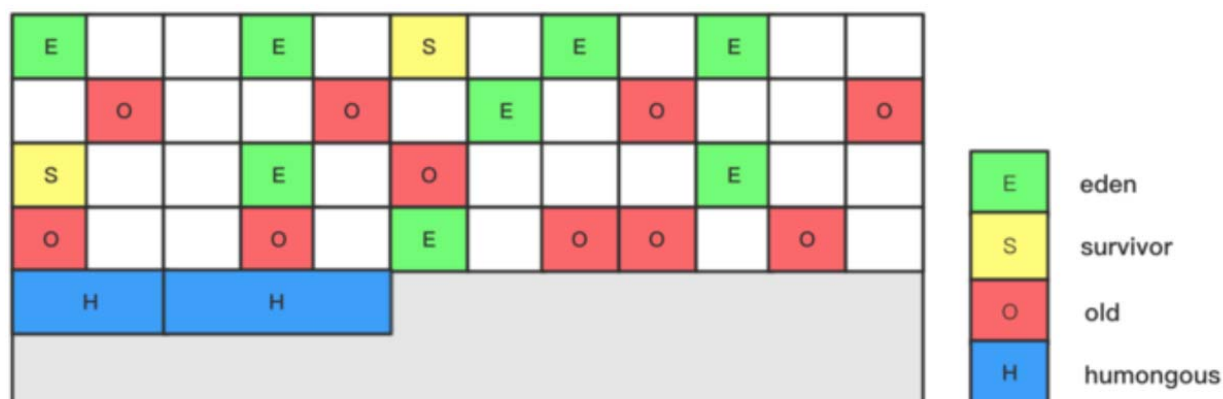 E E S E E
O O E O O
S E O E
O O E O O O
H H
E eden
S survivor
O old
H humongous